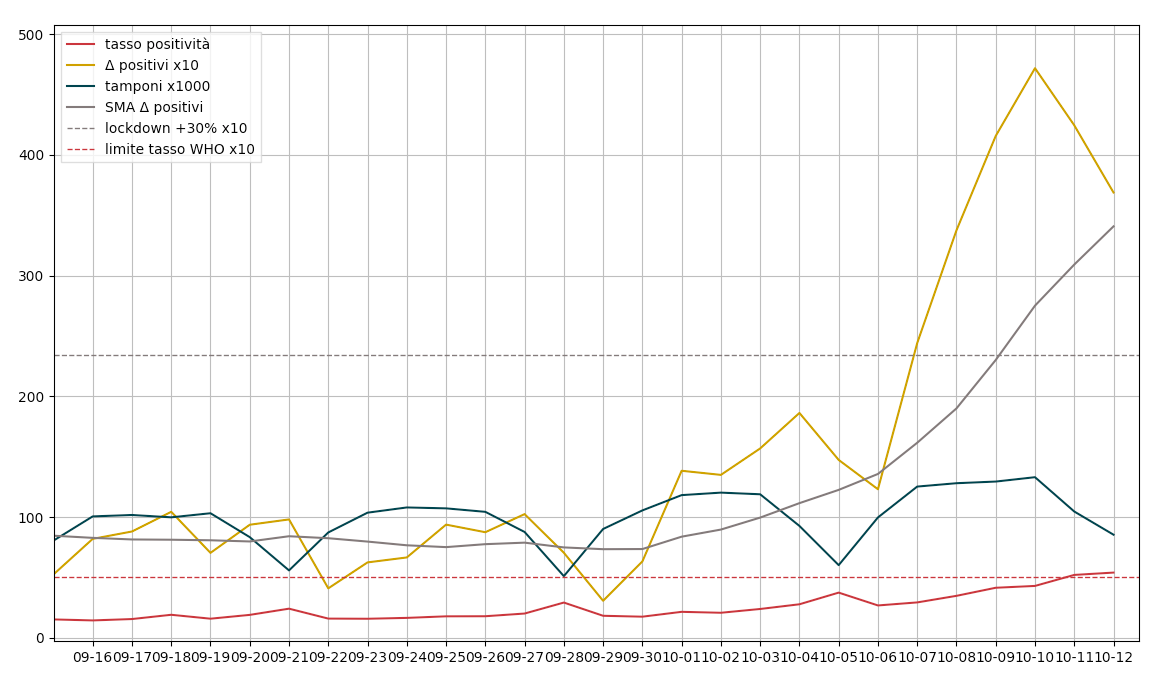 500
400
300
200
100
0
tasso positività
Δ positivi x10
tamponi x1000
SMA Δ positivi
lockdown +30% x10
limite tasso WHO x10
09-16 09-17 09-18 09-19 09-20 09-21 09-22 09-23 09-24 09-25 09-26 09-27 09-28 09-29 09-30 10-01 10-02 10-03 10-04 10-05 10-06 10-07 10-08 10-09 10-10 10-11 10-12